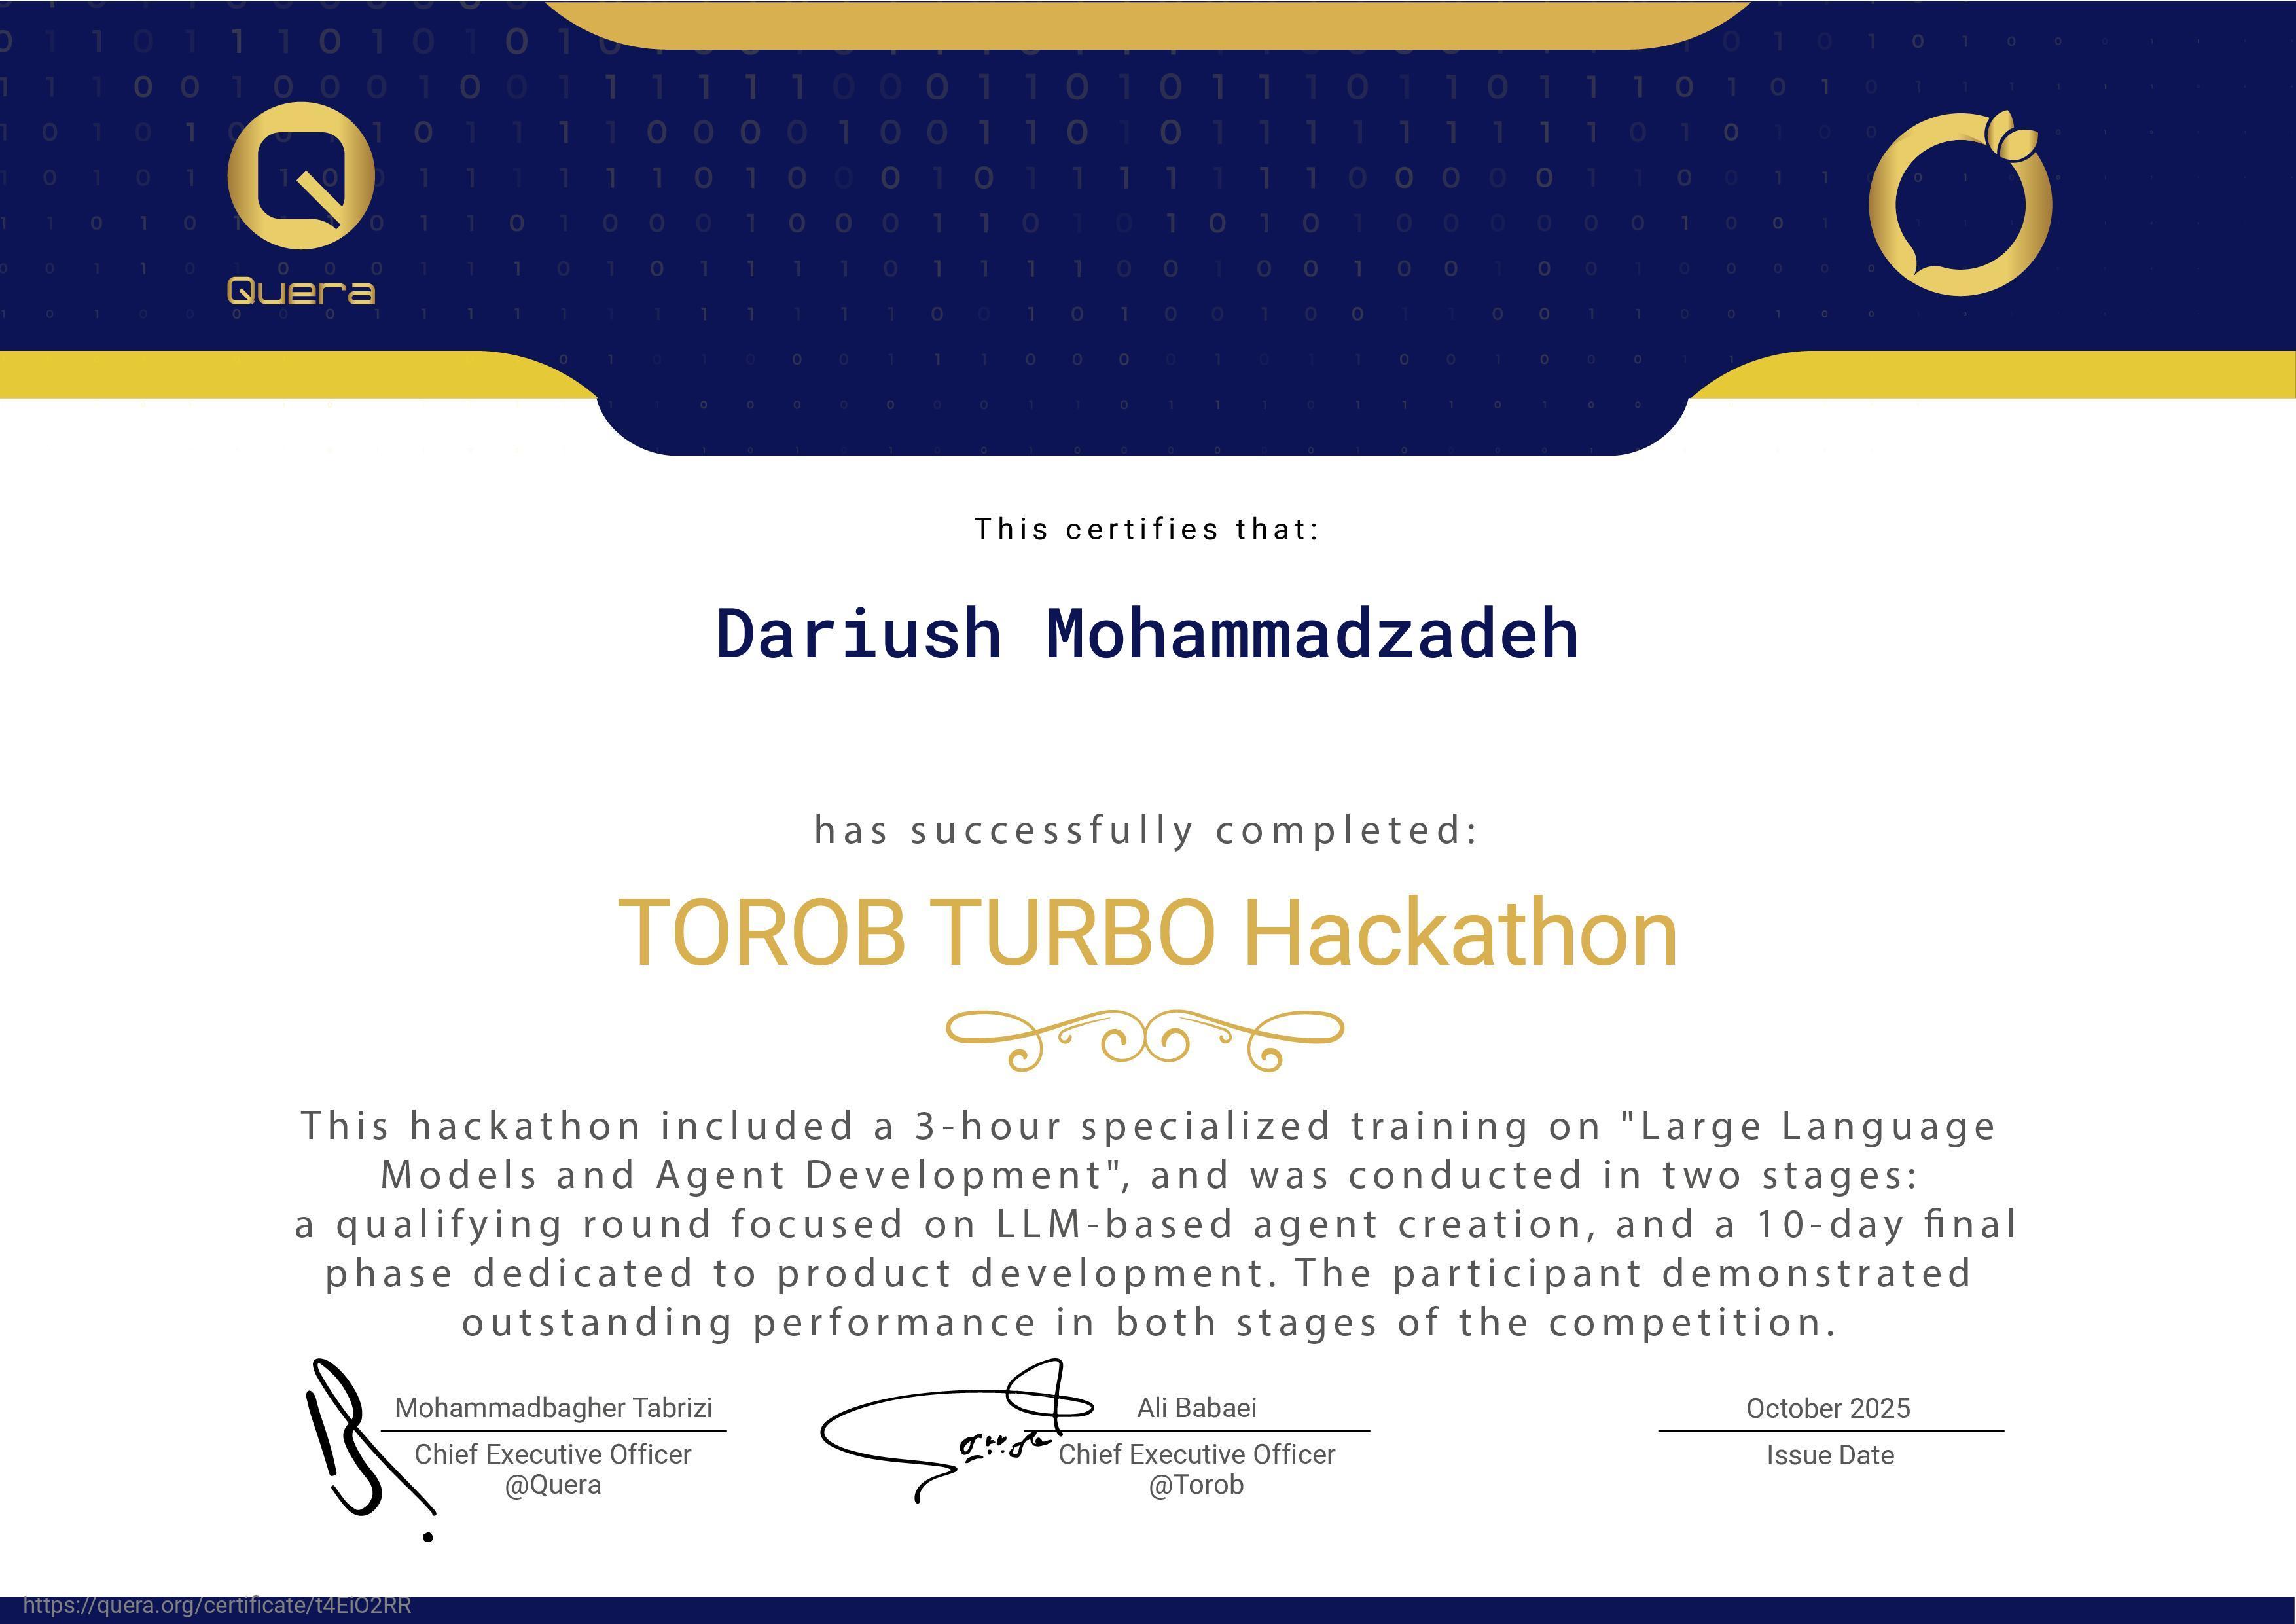 Quera
This certifies that:
Dariush Mohammadzadeh
has successfully completed:
TOROB TURBO Hackathon
This hackathon included a 3-hour specialized training on "Large Language
Models and Agent Development", and was conducted in two stages:
a qualifying round focused on LLM-based agent creation, and a 10-day final
phase dedicated to product development. The participant demonstrated
outstanding performance in both stages of the competition.
Mohammadbagher Tabrizi
Chief Executive Officer
@Quera
Ali Babaei
Chief Executive Officer
@Torob
October 2025
Issue Date
https://quera.org/certificate/t4EiO2RR